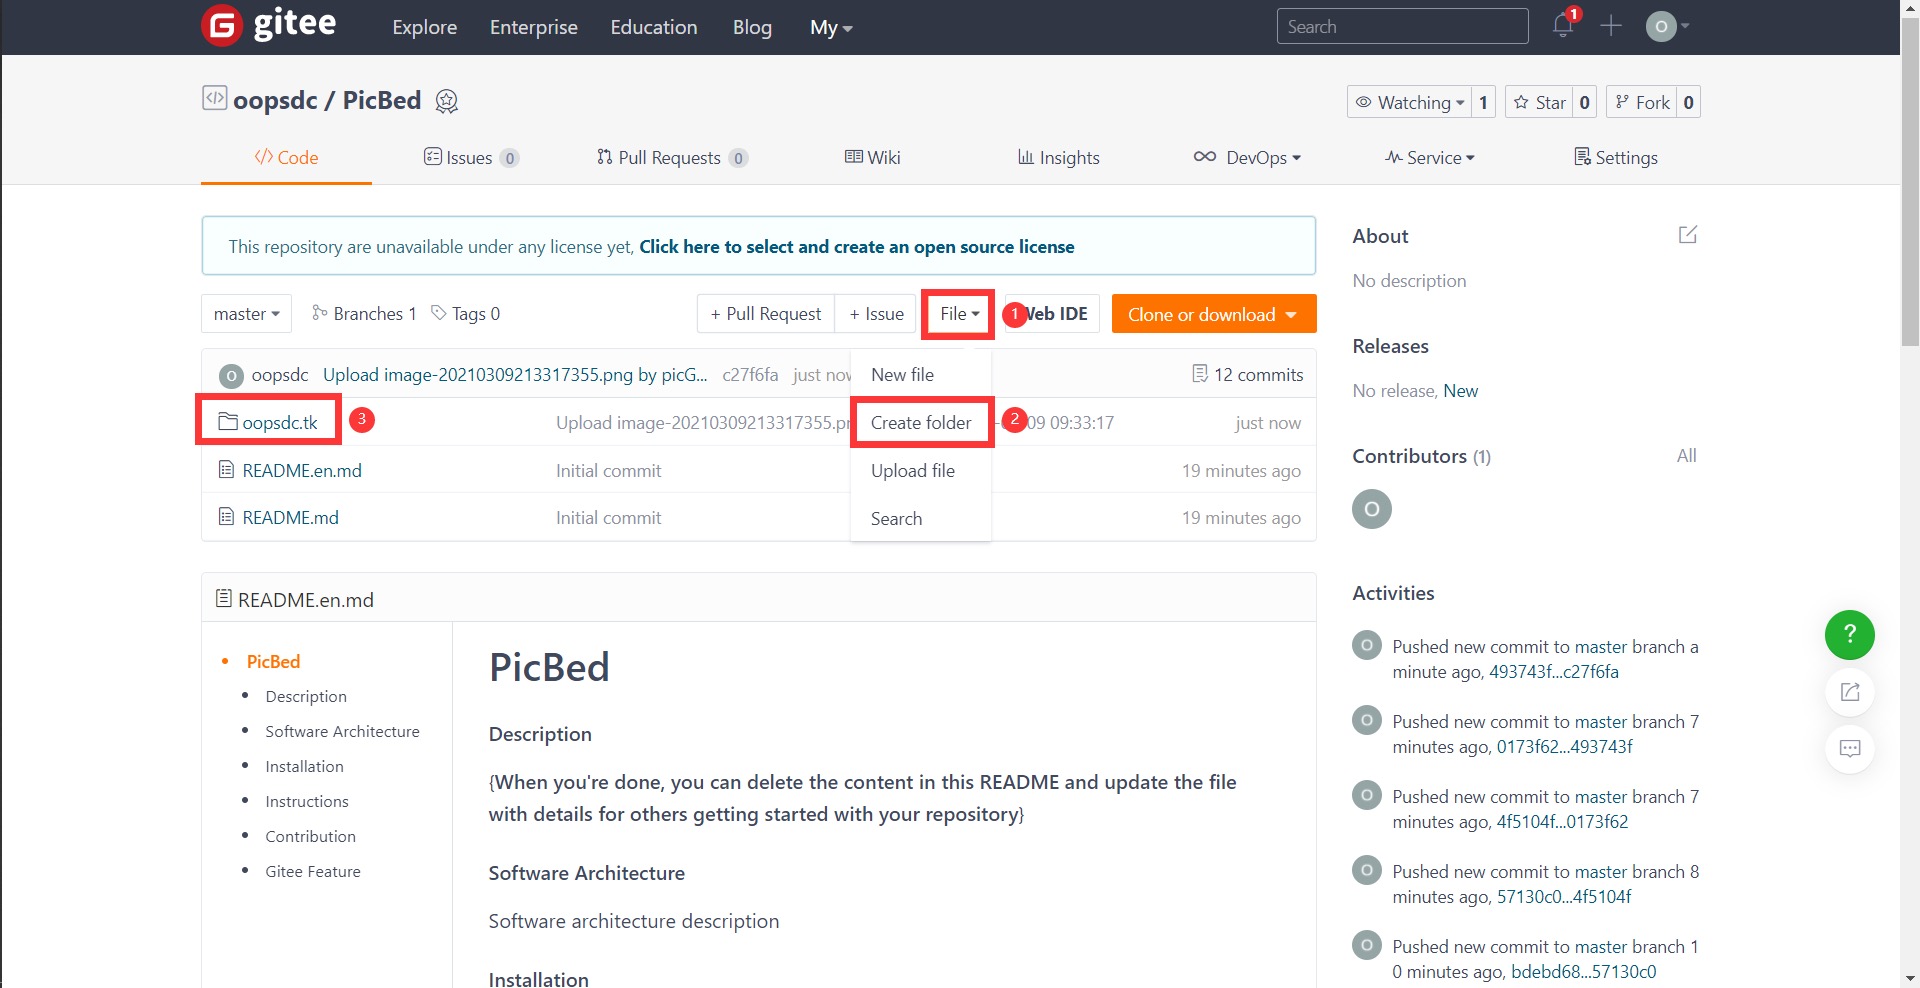 gitee Explore Enterprise Education Blog My Search 1 O
oopsdc / PicBed Watching 1 Star 0 Fork 0
Code Issues 0 Pull Requests 0 Wiki Insights DevOps Service Settings
This repository are unavailable under any license yet, Click here to select and create an open source license
master Branches 1 Tags 0 + Pull Request + Issue File 1 Web IDE Clone or download
O oopsdc Upload image-20210309213317355.png by picG... c27f6fa just now 12 commits
oopsdc.tk 3 Upload image-20210309213317355.pn 2 09 09:33:17 just now
README.en.md Initial commit 19 minutes ago
README.md Initial commit 19 minutes ago
New file
Create folder
Upload file
Search
README.en.md
PicBed
Description
Software Architecture
Installation
Instructions
Contribution
Gitee Feature
PicBed
Description
{When you're done, you can delete the content in this README and update the file
with details for others getting started with your repository}
Software Architecture
Software architecture description
Installation
About
No description
Releases
No release, New
Contributors (1) All
O
Activities
O Pushed new commit to master branch a
minute ago, 493743f...c27f6fa
O Pushed new commit to master branch 7
minutes ago, 0173f62...493743f
O Pushed new commit to master branch 7
minutes ago, 4f5104f...0173f62
O Pushed new commit to master branch 8
minutes ago, 57130c0...4f5104f
O Pushed new commit to master branch 1
0 minutes ago, bdebd68...57130c0
?